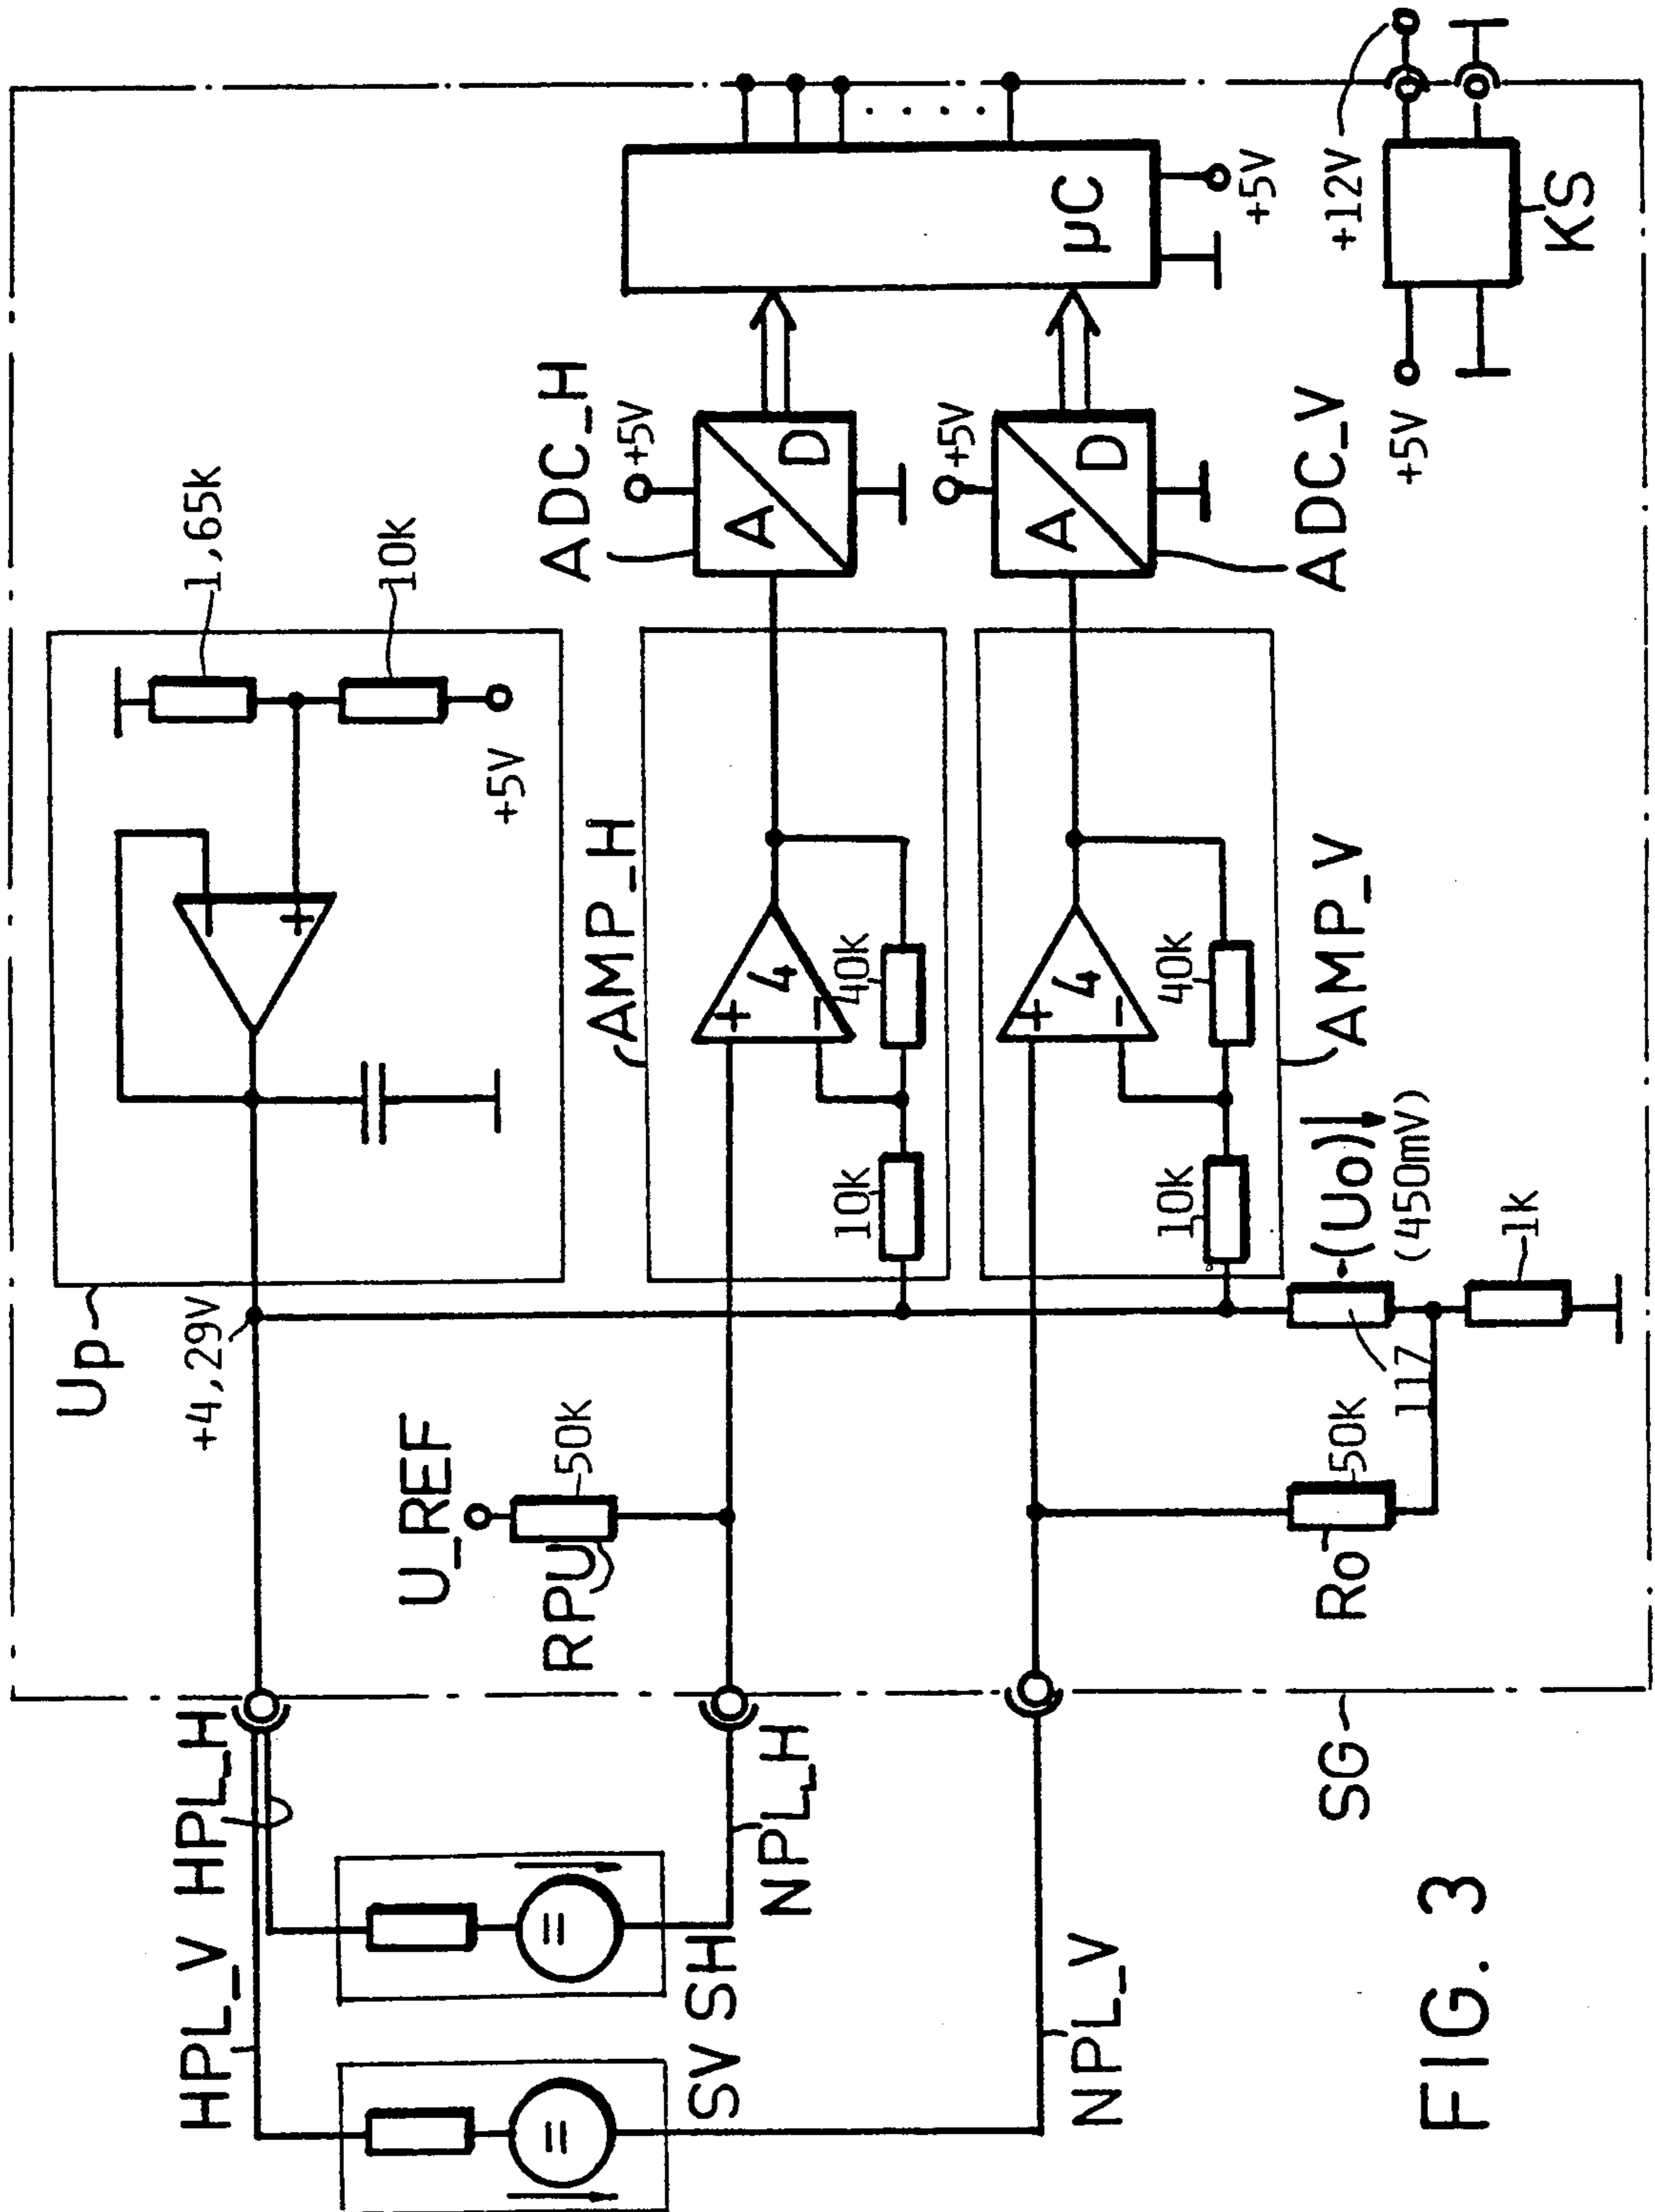 Up
+4,29V
1,65k
10k
+5V
U_REF
RPU
50k
HPL_V
HPL_H
SV
SH
NPL_H
NPL_V
AMP_H
+
−
4
40k
10k
AMP_V
+
−
4
40k
10k
+
−
ADC_H
+5V
A
D
ADC_V
+5V
A
D
µC
+5V
+12V
+5V
KS
(Uo)
(450mV)
117
1k
Ro
50k
SG
=
=
FIG. 3